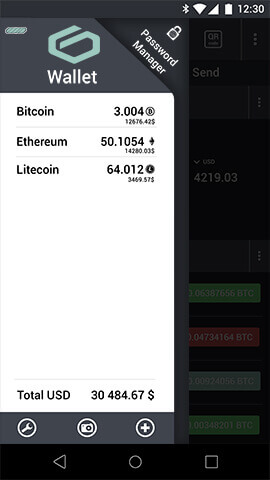 12:30
Password
Manager
QR
Wallet
Send
Bitcoin 3.004
12676.42$
USD
Ethereum 50.1054
14280.03$
4219.03
Litecoin 64.012
3469.57$
0.06387656 BTC
0.04734164 BTC
0.00924056 BTC
Total USD 30 484.67 $
0.00348201 BTC